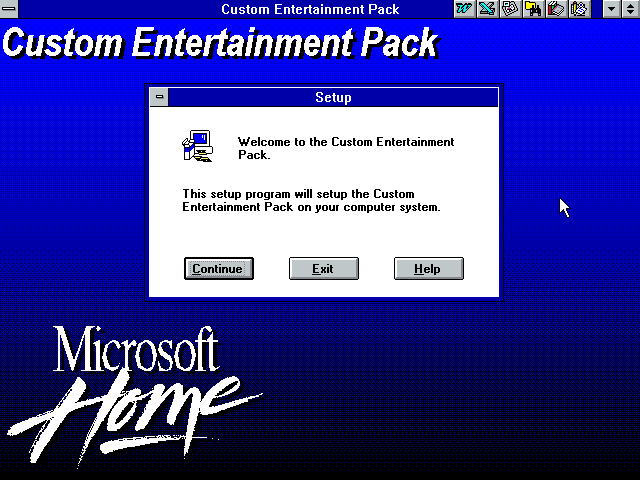 Custom Entertainment Pack
Custom Entertainment Pack
Setup
Welcome to the Custom Entertainment
Pack.
This setup program will setup the Custom
Entertainment Pack on your computer system.
Continue
Exit
Help
Microsoft
Home